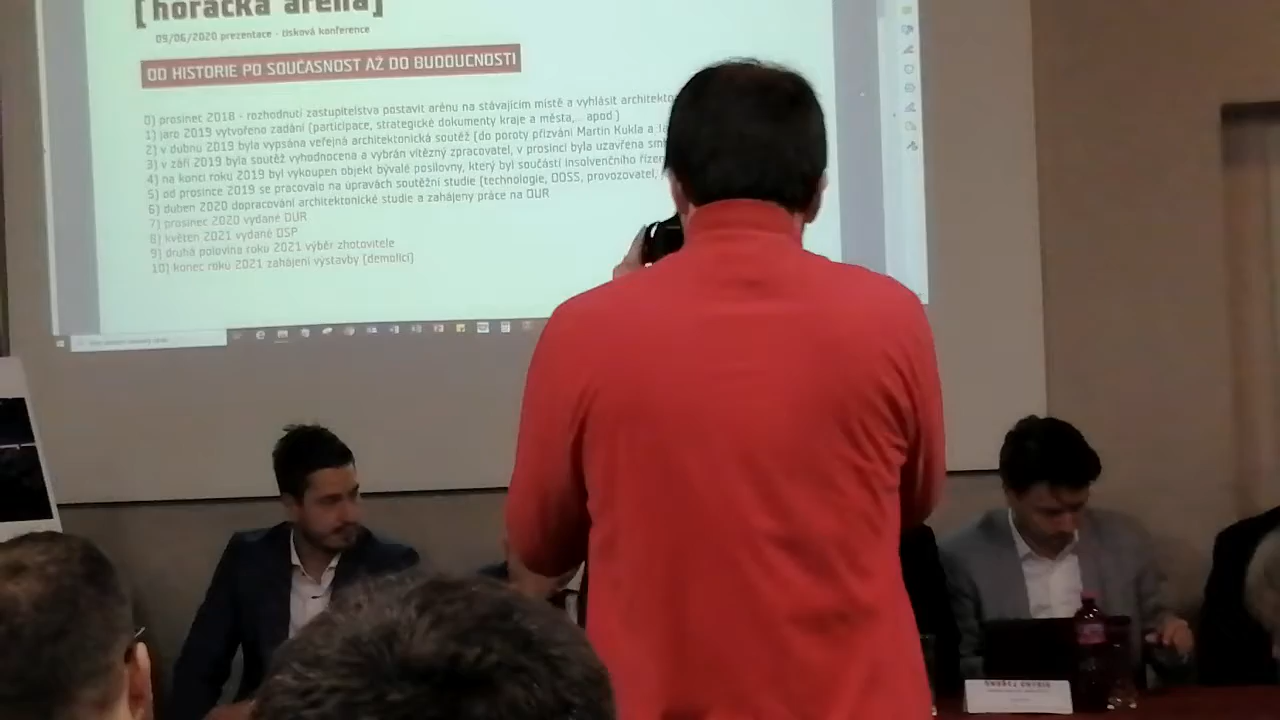 [horácká aréna]
09/06/2020 prezentace - tisková konference
OD HISTORIE PO SOUČASNOST AŽ DO BUDOUCNOSTI
0) prosinec 2018 - rozhodnutí zastupitelstva postavit arénu na stávajícím místě a vyhlásit
1) jaro 2019 vytvořeno zadání (participace, strategické dokumenty kraje a města,.. apod.)
2) v dubnu 2019 byla vypsána veřejná architektonická soutěž (do poroty přizváni Martin Kukla a
3) v září 2019 byla soutěž vyhodnocena a vybrán vítězný zpracovatel, v prosinci byla uzavřena
4) na konci roku 2019 byl vykoupen objekt bývalé posilovny, který byl součástí insolvenčního
5) od prosince 2019 se pracovalo na úpravách soutěžní studie (technologie, DOSS, provozovatel,
6) duben 2020 dopracování architektonické studie a zahájeny práce na DUR
7) prosinec 2020 vydané DUR
8) květen 2021 vydané DSP
9) druhá polovina roku 2021 výběr zhotovitele
10) konec roku 2021 zahájení výstavby (demolicí)